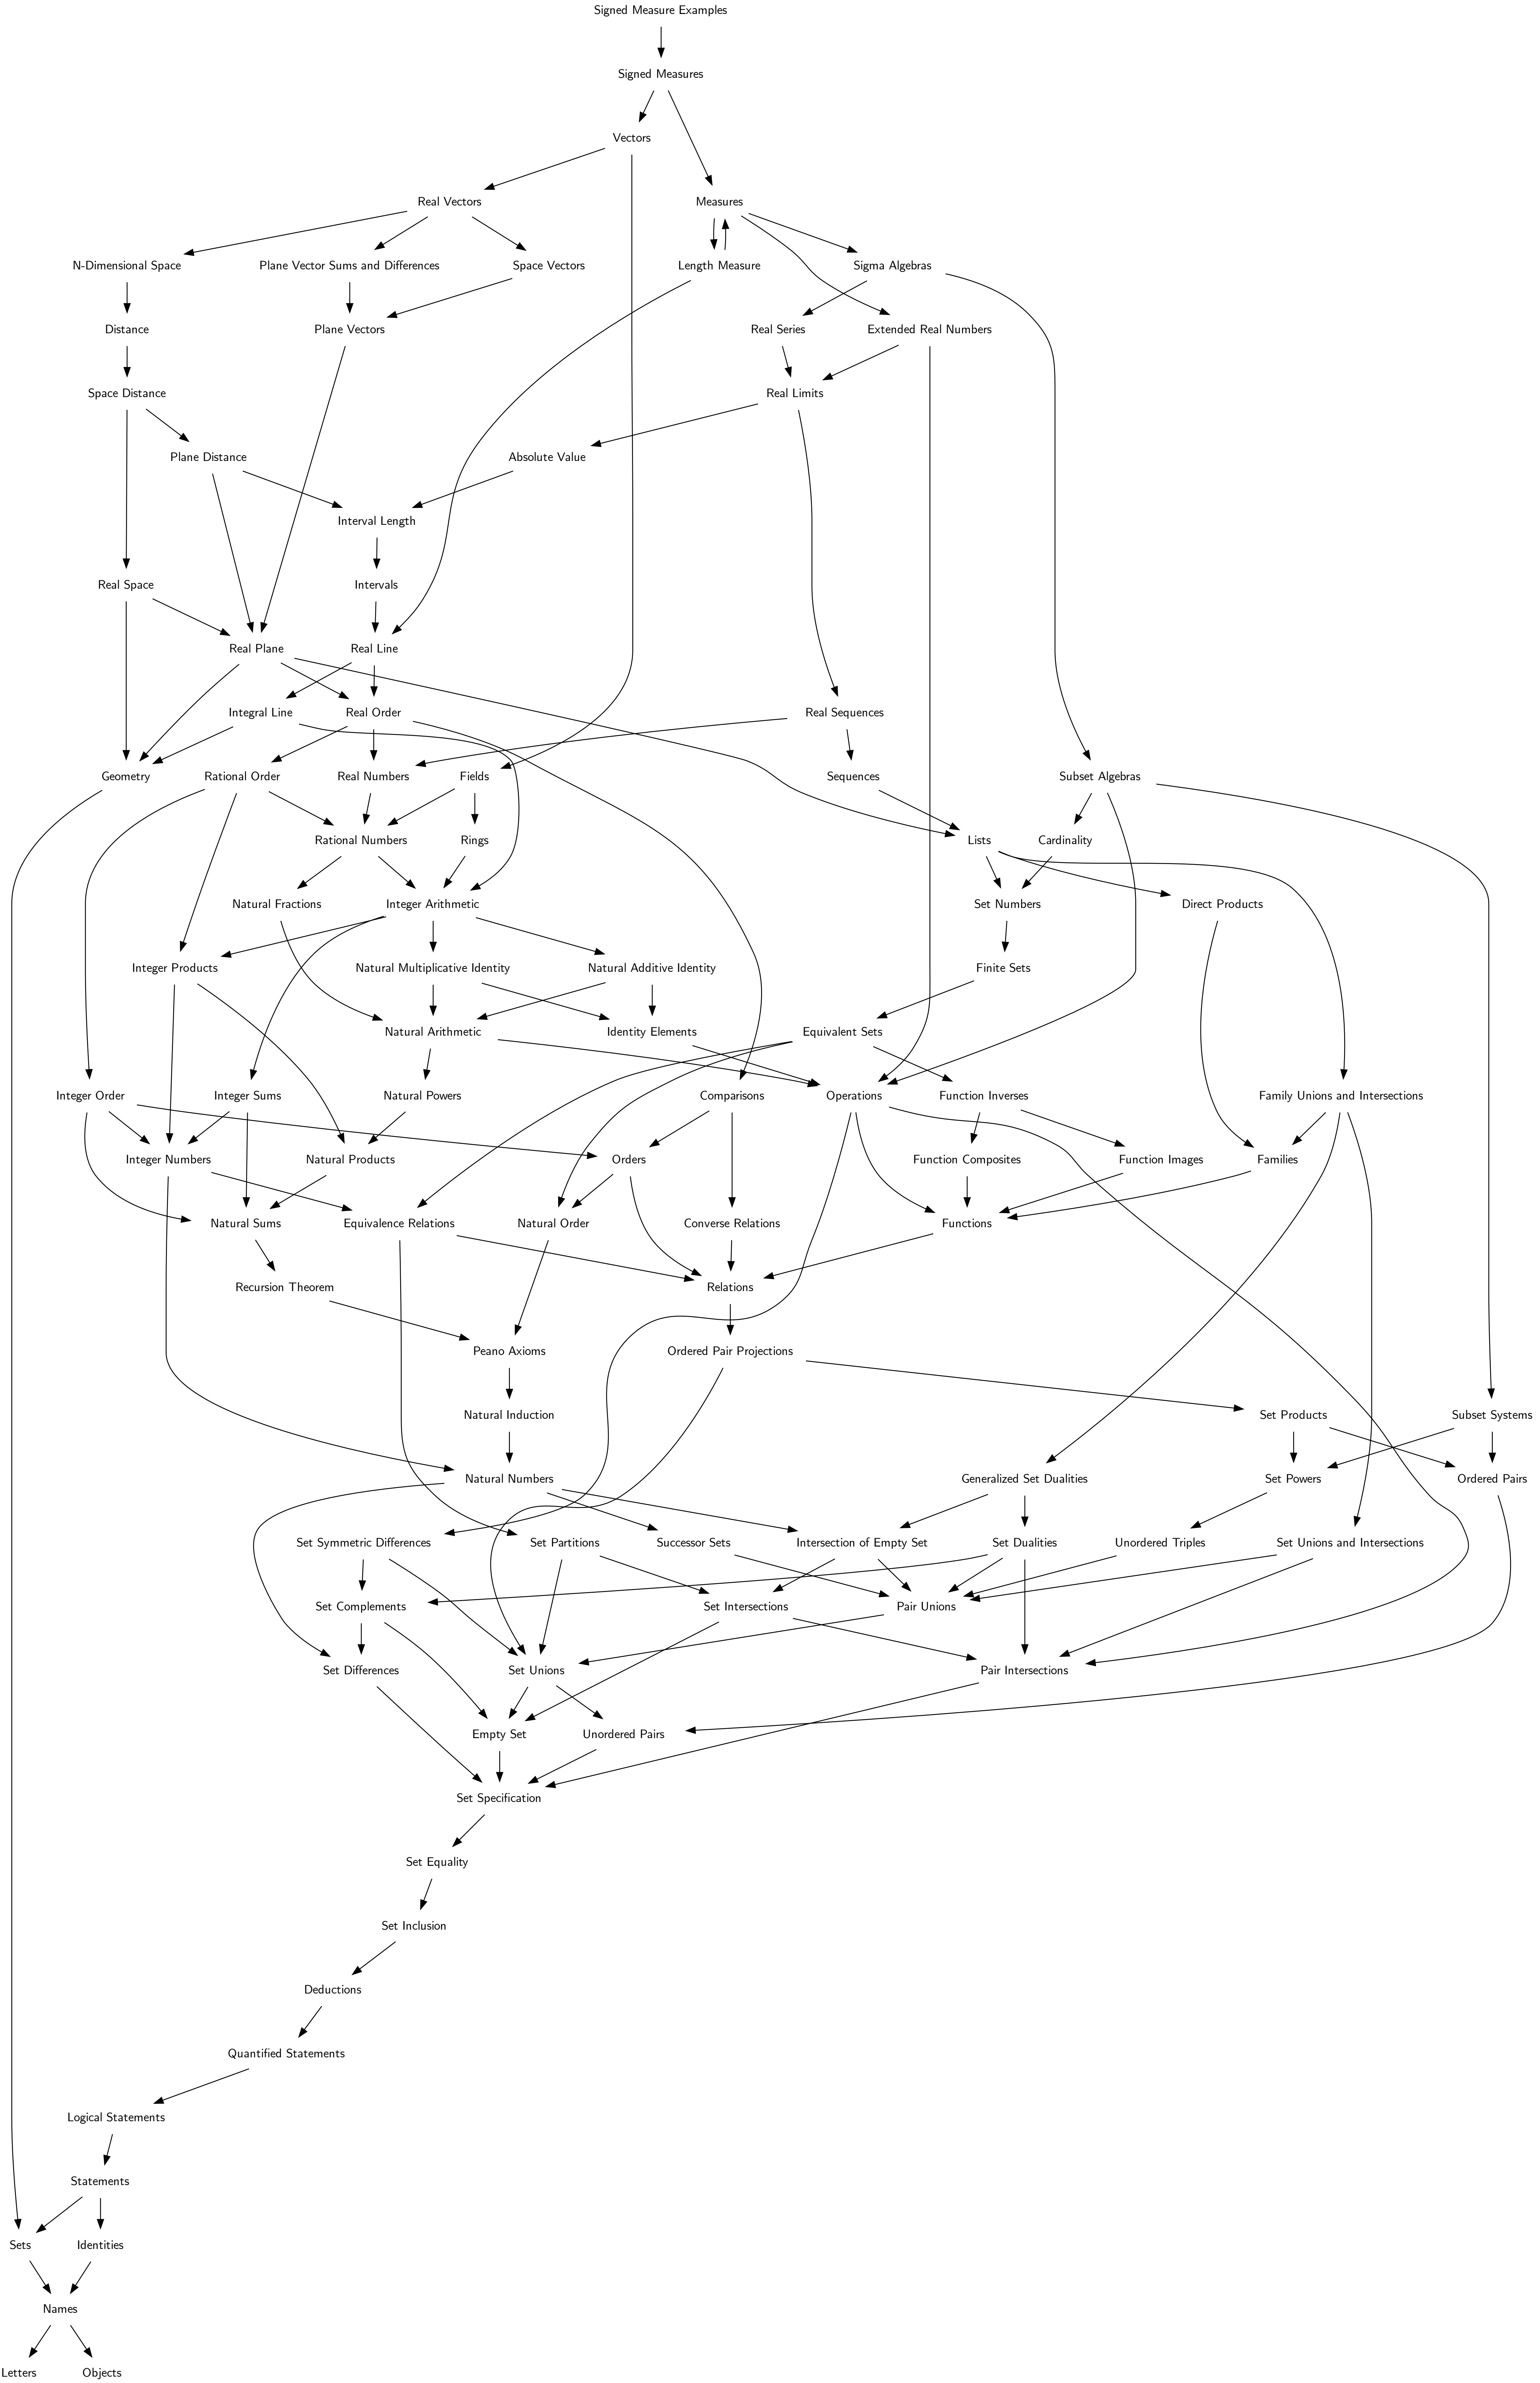 Signed Measure Examples
Signed Measures
Vectors
Real Vectors
Measures
N-Dimensional Space
Plane Vector Sums and Differences
Space Vectors
Length Measure
Sigma Algebras
Distance
Plane Vectors
Real Series
Extended Real Numbers
Space Distance
Real Limits
Plane Distance
Absolute Value
Interval Length
Real Space
Intervals
Real Plane
Real Line
Integral Line
Real Order
Real Sequences
Geometry
Rational Order
Real Numbers
Fields
Sequences
Subset Algebras
Rational Numbers
Rings
Lists
Cardinality
Natural Fractions
Integer Arithmetic
Set Numbers
Direct Products
Integer Products
Natural Multiplicative Identity
Natural Additive Identity
Finite Sets
Natural Arithmetic
Identity Elements
Equivalent Sets
Integer Order
Integer Sums
Natural Powers
Comparisons
Operations
Function Inverses
Family Unions and Intersections
Integer Numbers
Natural Products
Orders
Function Composites
Function Images
Families
Natural Sums
Equivalence Relations
Natural Order
Converse Relations
Functions
Recursion Theorem
Relations
Peano Axioms
Ordered Pair Projections
Natural Induction
Set Products
Subset Systems
Natural Numbers
Generalized Set Dualities
Set Powers
Ordered Pairs
Set Symmetric Differences
Set Partitions
Successor Sets
Intersection of Empty Set
Set Dualities
Unordered Triples
Set Unions and Intersections
Set Complements
Set Intersections
Pair Unions
Set Differences
Set Unions
Pair Intersections
Empty Set
Unordered Pairs
Set Specification
Set Equality
Set Inclusion
Deductions
Quantified Statements
Logical Statements
Statements
Sets
Identities
Names
Letters
Objects